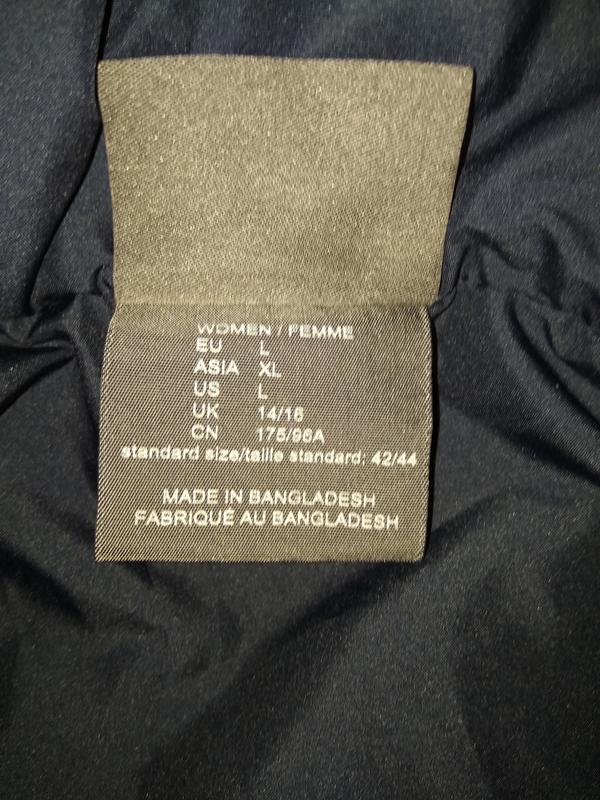 WOMEN / FEMME
EU L
ASIA XL
US L
UK 14/16
CN 175/96A
standard size/taille standard: 42/44
MADE IN BANGLADESH
FABRIQUÉ AU BANGLADESH